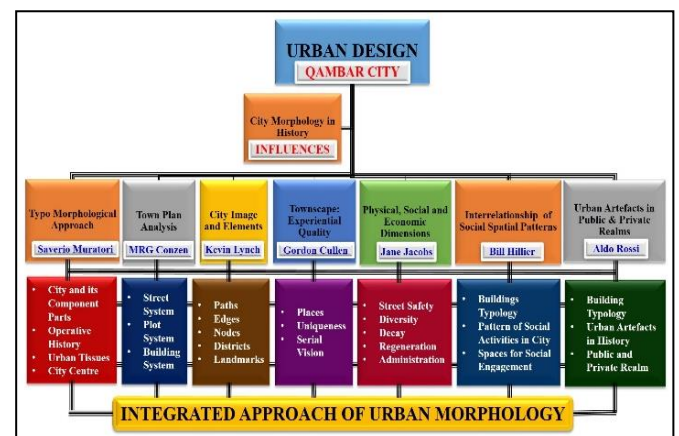 URBAN DESIGN
QAMBAR CITY
City Morphology in
History
INFLUENCES
Typo Morphological
Approach
Saverio Muratori
Town Plan
Analysis
MRG Conzen
City Image
and Elements
Kevin Lynch
Townscape:
Experiential
Quality
Gordon Cullen
Physical, Social and
Economic
Dimensions
Jane Jacobs
Interrelationship of
Social Spatial Patterns
Bill Hillier
Urban Artefacts in
Public & Private
Realms
Aldo Rossi
• City and its
Component
Parts
• Operative
History
• Urban Tissues
• City Centre
• Street
System
• Plot
System
• Building
System
• Paths
• Edges
• Nodes
• Districts
• Landmarks
• Places
• Uniqueness
• Serial
Vision
• Street Safety
• Diversity
• Decay
• Regeneration
• Administration
• Buildings
Typology
• Pattern of Social
Activities in City
• Spaces for Social
Engagement
• Building
Typology
• Urban Artefacts
in History
• Public and
Private Realm
INTEGRATED APPROACH OF URBAN MORPHOLOGY